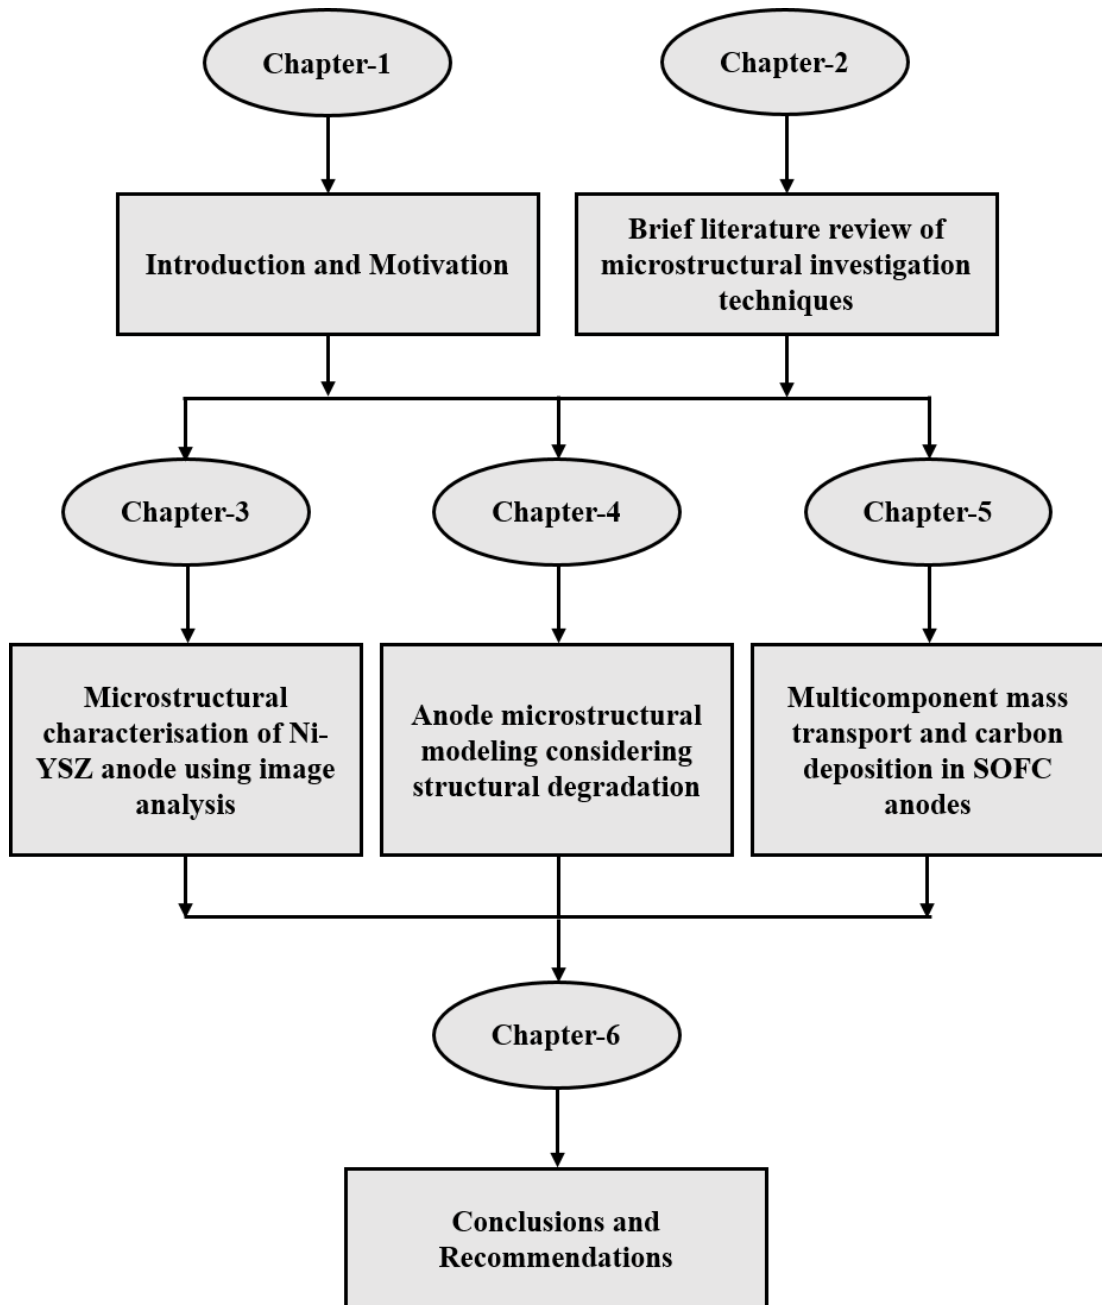 Chapter-1
Chapter-2
Introduction and Motivation
Brief literature review of
microstructural investigation
techniques
Chapter-3
Chapter-4
Chapter-5
Microstructural
characterisation of Ni-
YSZ anode using image
analysis
Anode microstructural
modeling considering
structural degradation
Multicomponent mass
transport and carbon
deposition in SOFC
anodes
Chapter-6
Conclusions and
Recommendations